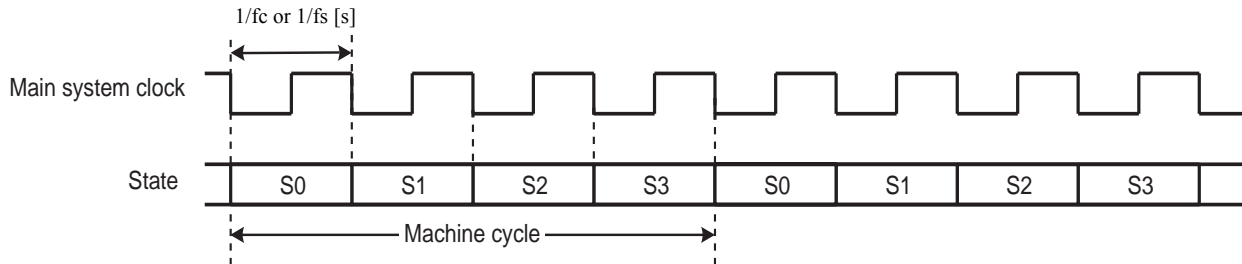 1/fc or 1/fs [s]
Main system clock
State
S0 S1 S2 S3 S0 S1 S2 S3
Machine cycle